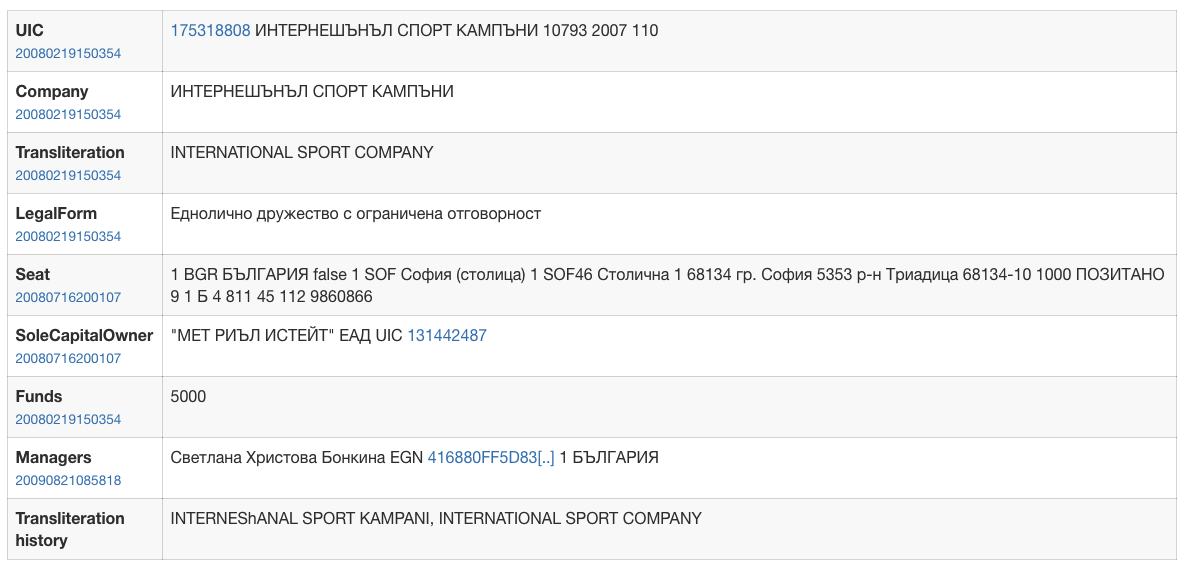 UIC
20080219150354
175318808 ИНТЕРНЕШЪНЪЛ СПОРТ КАМПЪНИ 10793 2007 110
Company
20080219150354
ИНТЕРНЕШЪНЪЛ СПОРТ КАМПЪНИ
Transliteration
20080219150354
INTERNATIONAL SPORT COMPANY
LegalForm
20080219150354
Еднолично дружество с ограничена отговорност
Seat
20080716200107
1 BGR БЪЛГАРИЯ false 1 SOF София (столица) 1 SOF46 Столична 1 68134 гр. София 5353 р-н Триадица 68134-10 1000 ПОЗИТАНО
9 1 Б 4 811 45 112 9860866
SoleCapitalOwner
20080716200107
"МЕТ РИЪЛ ИСТЕЙТ" ЕАД UIC 131442487
Funds
20080219150354
5000
Managers
20090821085818
Светлана Христова Бонкина EGN 416880FF5D83[..] 1 БЪЛГАРИЯ
Transliteration
history
INTERNEShANAL SPORT KAMPANI, INTERNATIONAL SPORT COMPANY